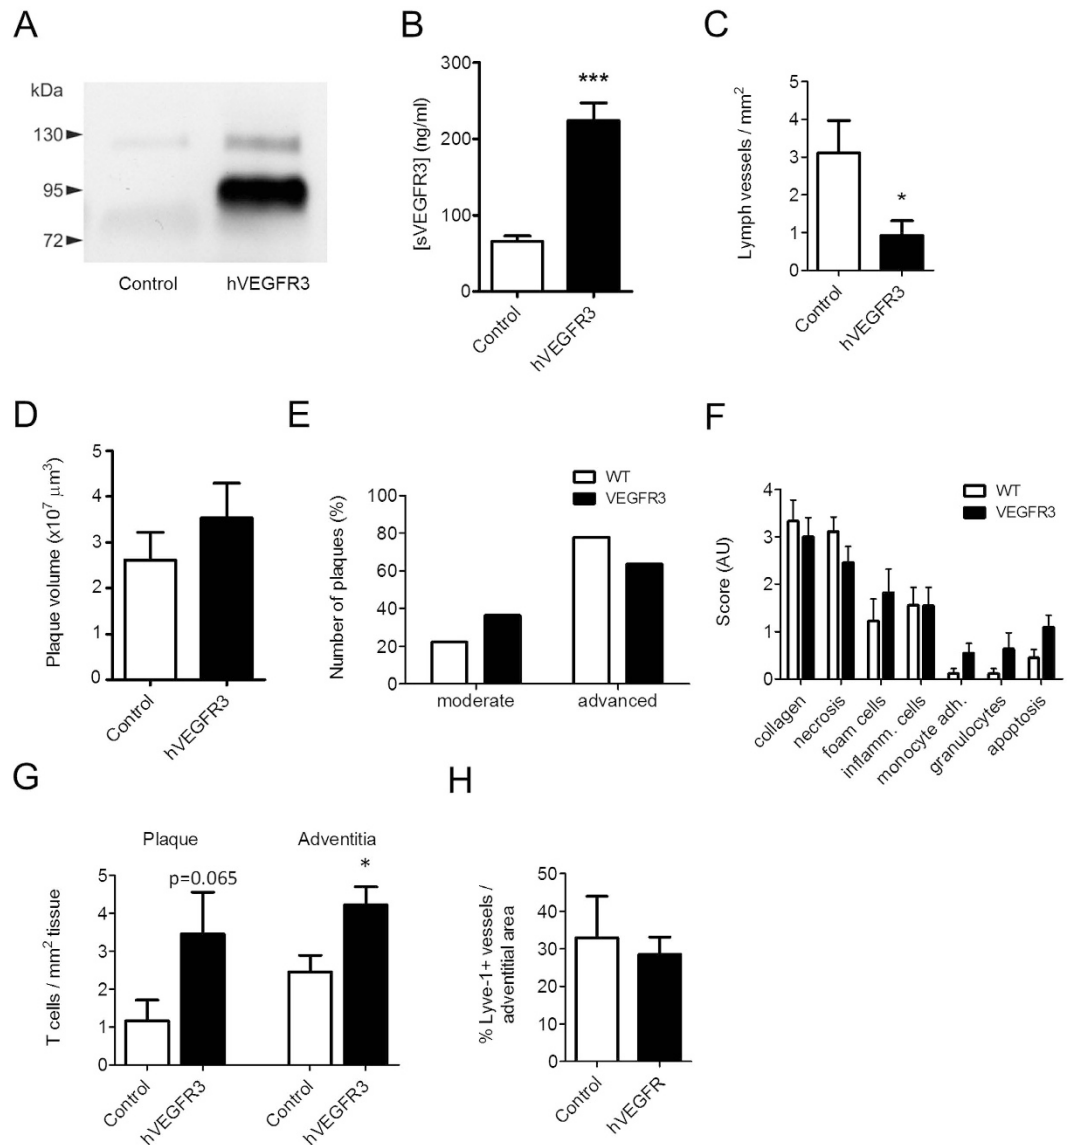 A
kDa
130
95
72
Control hVEGFR3
B
[sVEGFR3] (ng/ml)
300
200
100
0
***
Control
hVEGFR3
C
Lymph vessels / mm²
5
4
3
2
1
0
*
Control
hVEGFR3
D
Plaque volume (x10⁷ µm³)
5
4
3
2
1
0
Control
hVEGFR3
E
WT
VEGFR3
Number of plaques (%)
100
80
60
40
20
0
moderate advanced
F
WT
VEGFR3
Score (AU)
4
3
2
1
0
collagen
necrosis
foam cells
inflamm. cells
monocyte adh.
granulocytes
apoptosis
G
Plaque Adventitia
p=0.065
*
T cells / mm² tissue
5
4
3
2
1
0
Control
hVEGFR3
Control
hVEGFR3
H
% Lyve-1+ vessels /
adventitial area
50
40
30
20
10
0
Control
hVEGFR